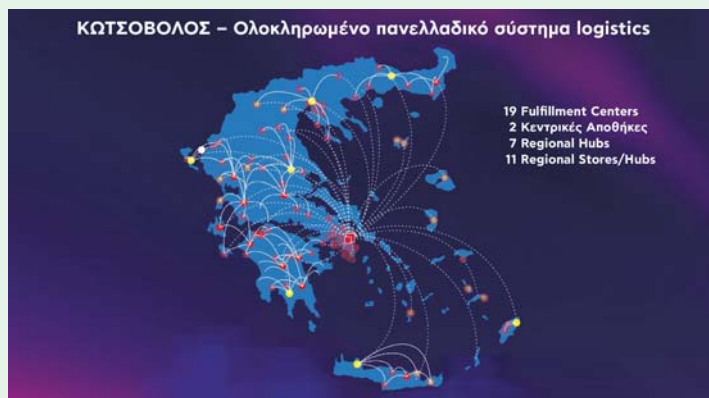 ΚΩΤΣΟΒΟΛΟΣ – Ολοκληρωμένο πανελλαδικό σύστημα logistics
19 Fulfillment Centers
2 Κεντρικές Αποθήκες
7 Regional Hubs
11 Regional Stores/Hubs